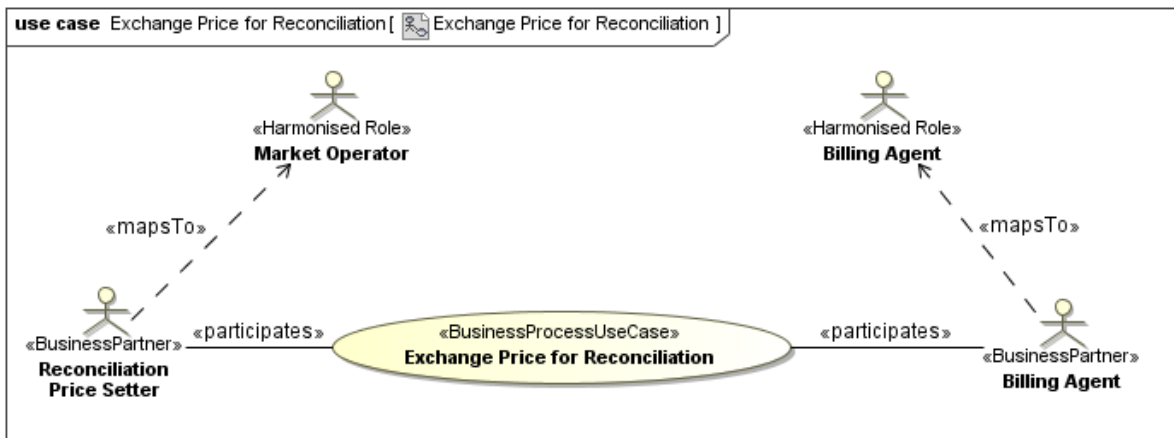 use case Exchange Price for Reconciliation [ Exchange Price for Reconciliation ]
«Harmonised Role»
Market Operator
«Harmonised Role»
Billing Agent
«mapsTo»
«mapsTo»
«BusinessPartner»
Reconciliation
Price Setter
«participates»
«BusinessProcessUseCase»
Exchange Price for Reconciliation
«participates»
«BusinessPartner»
Billing Agent